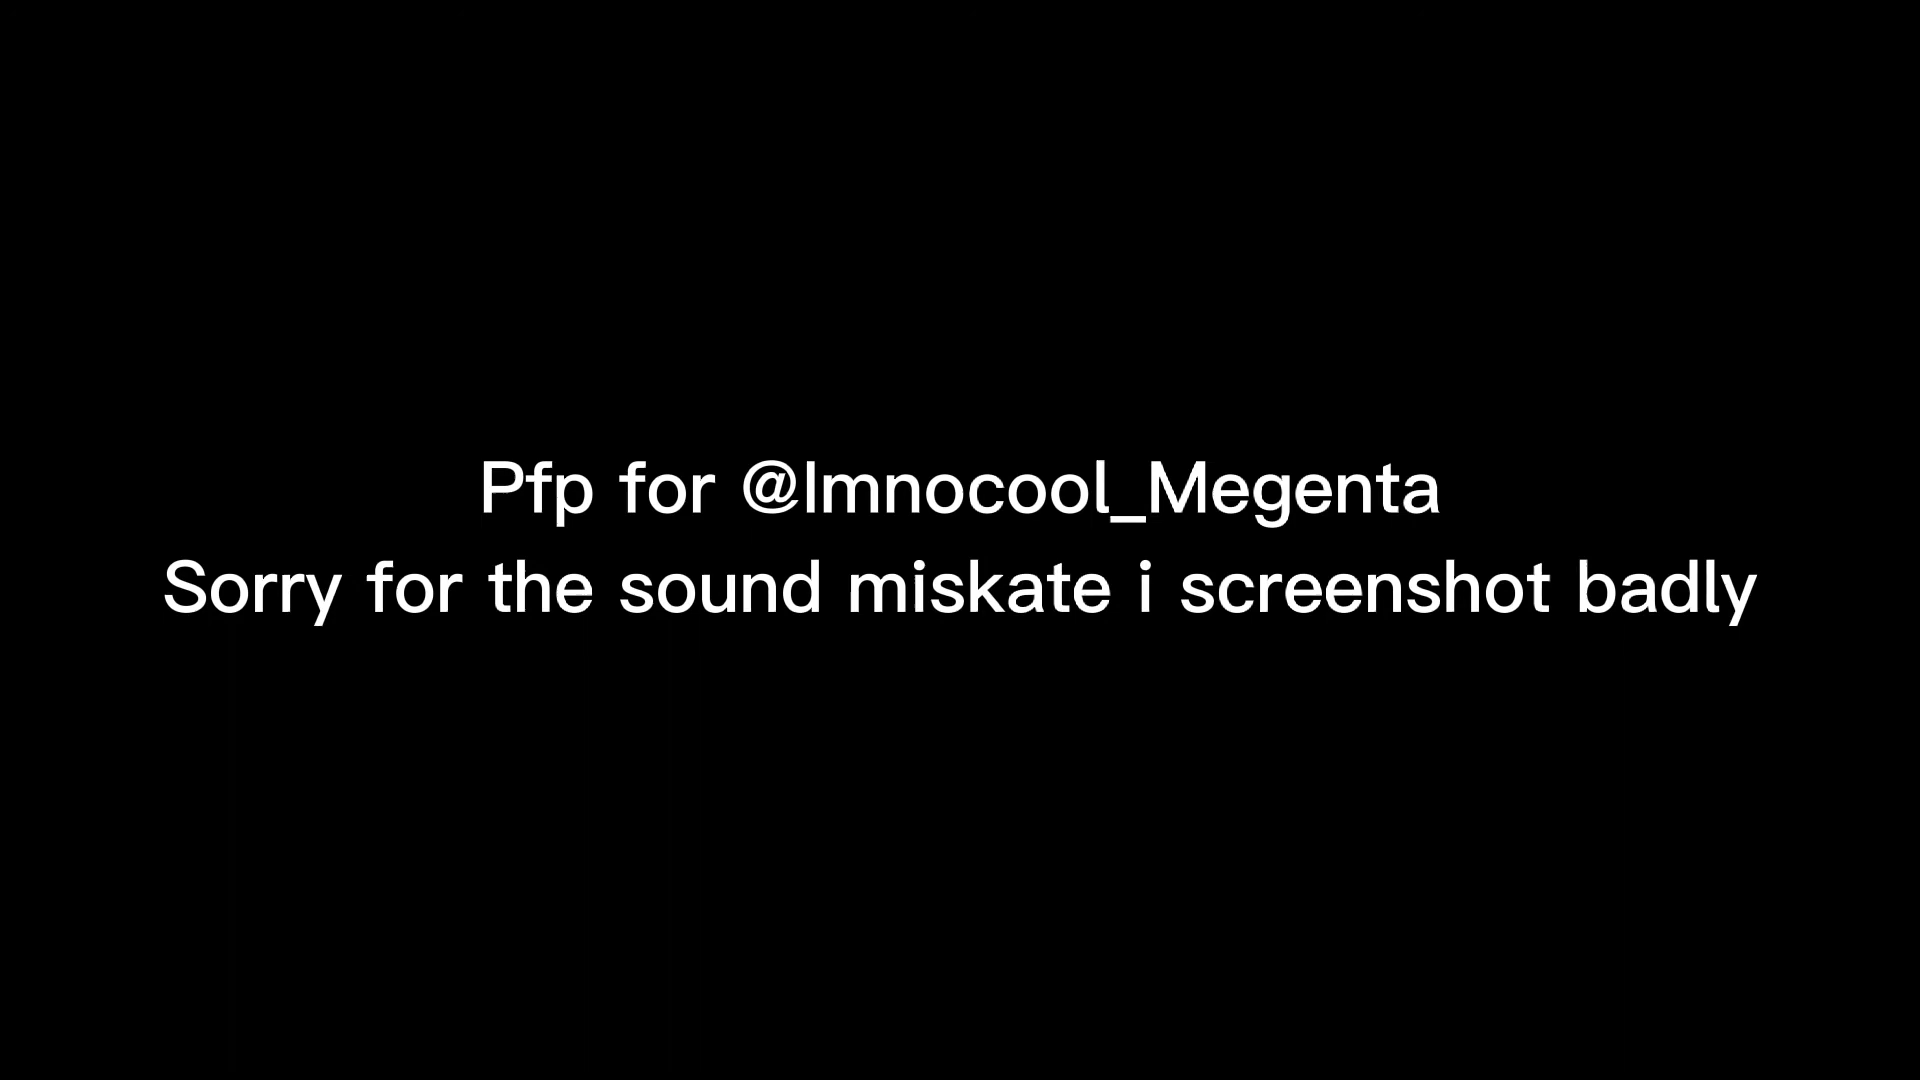 Pfp for @Imnocool_Megenta
Sorry for the sound miskate i screenshot badly